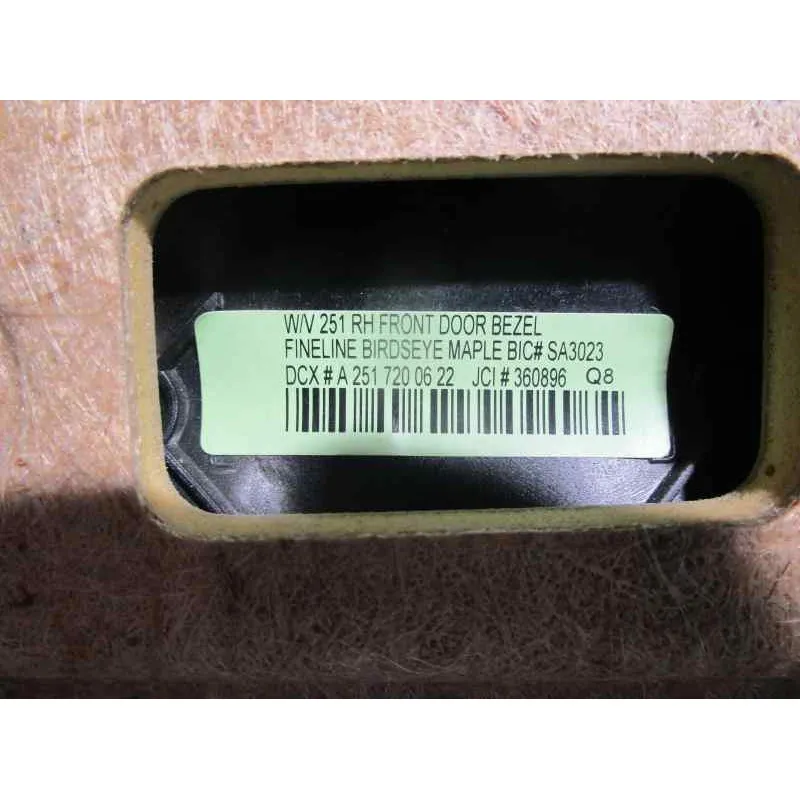 W/V 251 RH FRONT DOOR BEZEL
FINELINE BIRDSEYE MAPLE BIC# SA3023
DCX # A 251 720 06 22 JCI # 360896 Q8